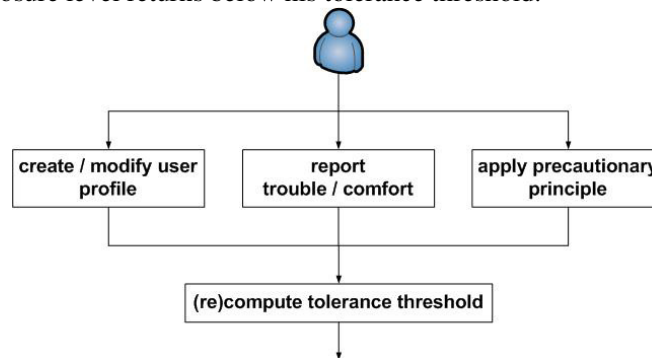 level returns below his tolerance threshold.
create / modify user
profile
report
trouble / comfort
apply precautionary
principle
(re)compute tolerance threshold